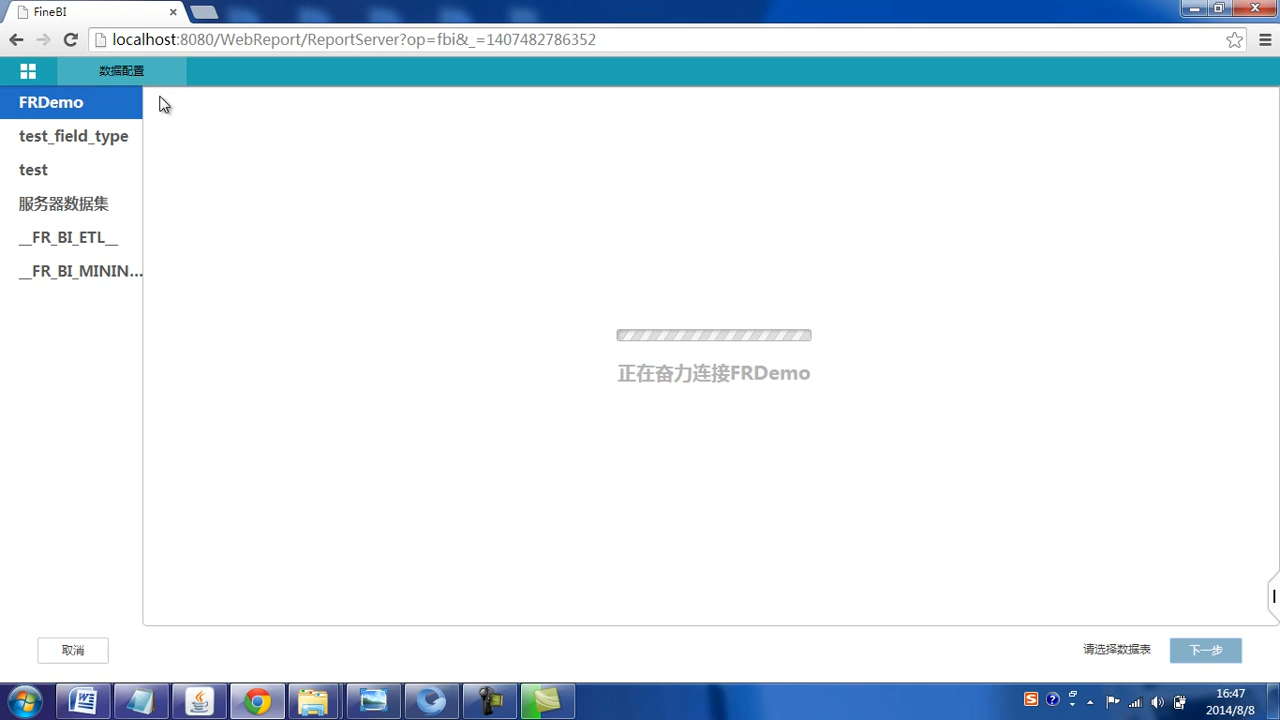 FineBI
localhost:8080/WebReport/ReportServer?op=fbi&_=1407482786352
数据配置
FRDemo
test_field_type
test
服务器数据集
__FR_BI_ETL__
__FR_BI_MININ...
正在奋力连接FRDemo
取消
请选择数据表
下一步
16:47
2014/8/8